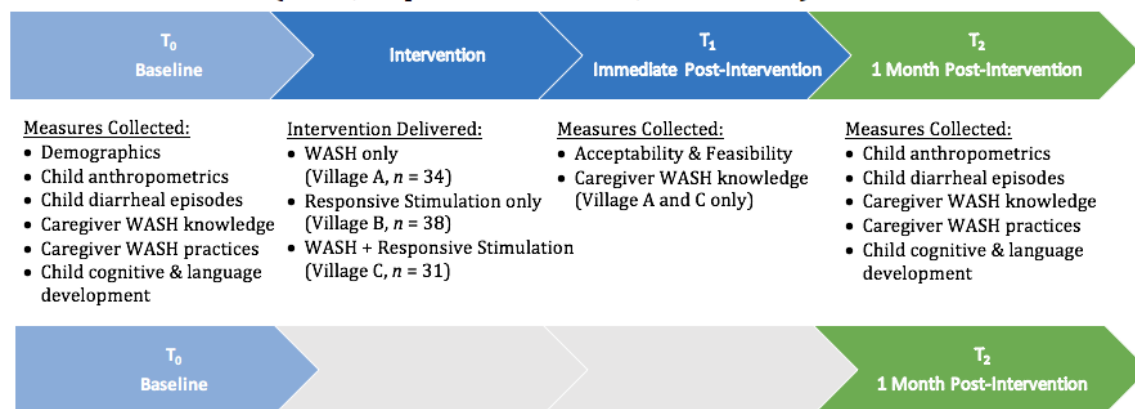 T₀
Baseline
Intervention
T₁
Immediate Post-Intervention
T₂
1 Month Post-Intervention
Measures Collected:
• Demographics
• Child anthropometrics
• Child diarrheal episodes
• Caregiver WASH knowledge
• Caregiver WASH practices
• Child cognitive & language
development
Intervention Delivered:
• WASH only
(Village A, n = 34)
• Responsive Stimulation only
(Village B, n = 38)
• WASH + Responsive Stimulation
(Village C, n = 31)
Measures Collected:
• Acceptability & Feasibility
• Caregiver WASH knowledge
(Village A and C only)
Measures Collected:
• Child anthropometrics
• Child diarrheal episodes
• Caregiver WASH knowledge
• Caregiver WASH practices
• Child cognitive & language
development
T₀
Baseline
T₂
1 Month Post-Intervention